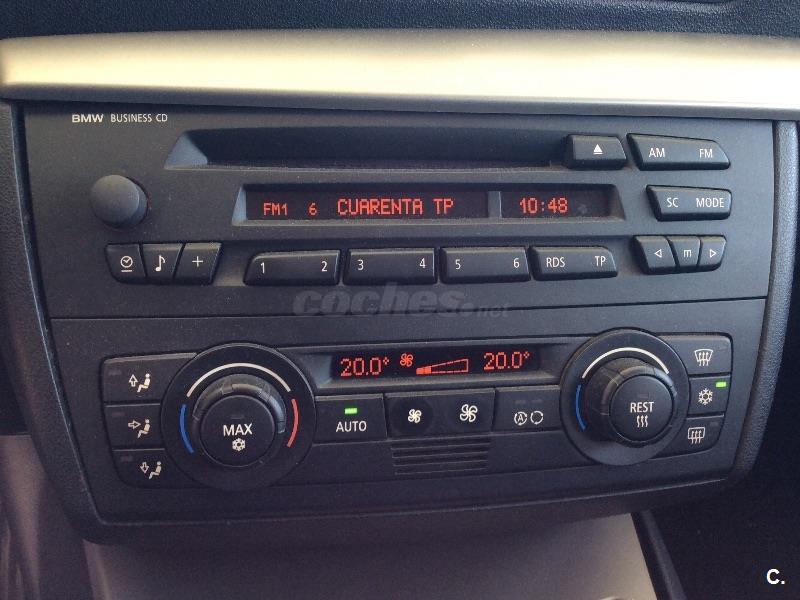 BMW BUSINESS CD
AM FM
FM1 6 CUARENTA TP 10:48
SC MODE
1 2 3 4 5 6 RDS TP m
coches.net
20.0° 20.0°
MAX
AUTO
A
REST
C.